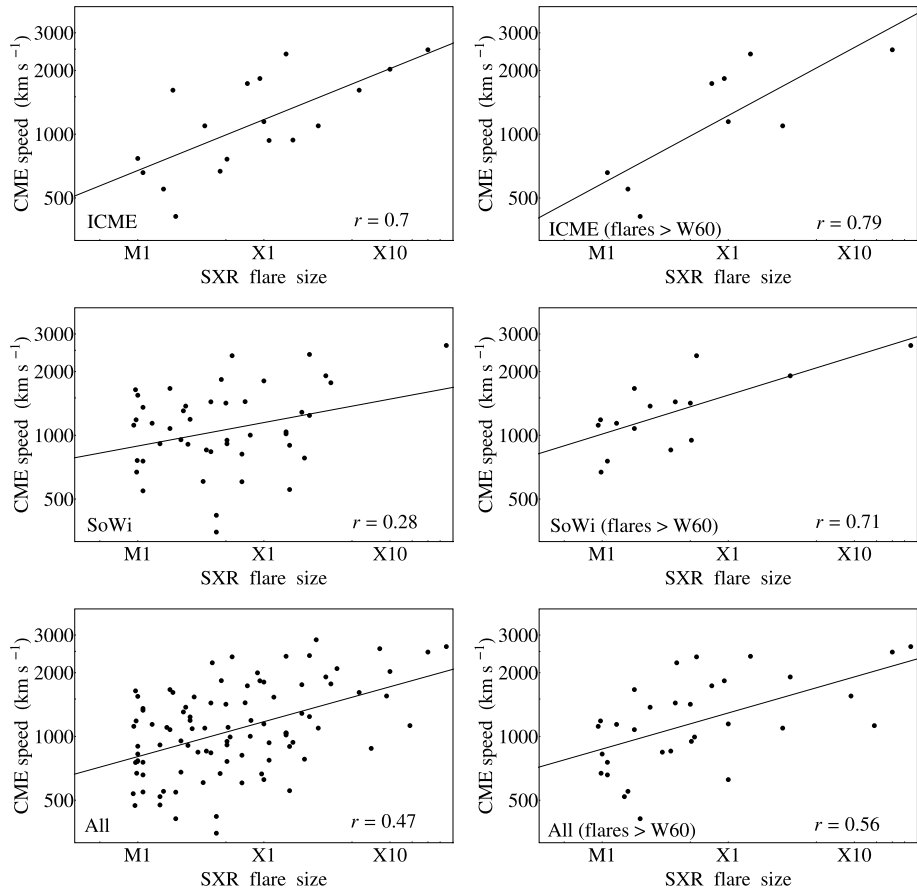 3000
2000
1000
500
CME speed (km s −1)
ICME
r = 0.7
M1 X1 X10
SXR flare size
3000
2000
1000
500
CME speed (km s −1)
ICME (flares > W60)
r = 0.79
M1 X1 X10
SXR flare size
3000
2000
1000
500
CME speed (km s −1)
SoWi
r = 0.28
M1 X1 X10
SXR flare size
3000
2000
1000
500
CME speed (km s −1)
SoWi (flares > W60)
r = 0.71
M1 X1 X10
SXR flare size
3000
2000
1000
500
CME speed (km s −1)
All
r = 0.47
M1 X1 X10
SXR flare size
3000
2000
1000
500
CME speed (km s −1)
All (flares > W60)
r = 0.56
M1 X1 X10
SXR flare size